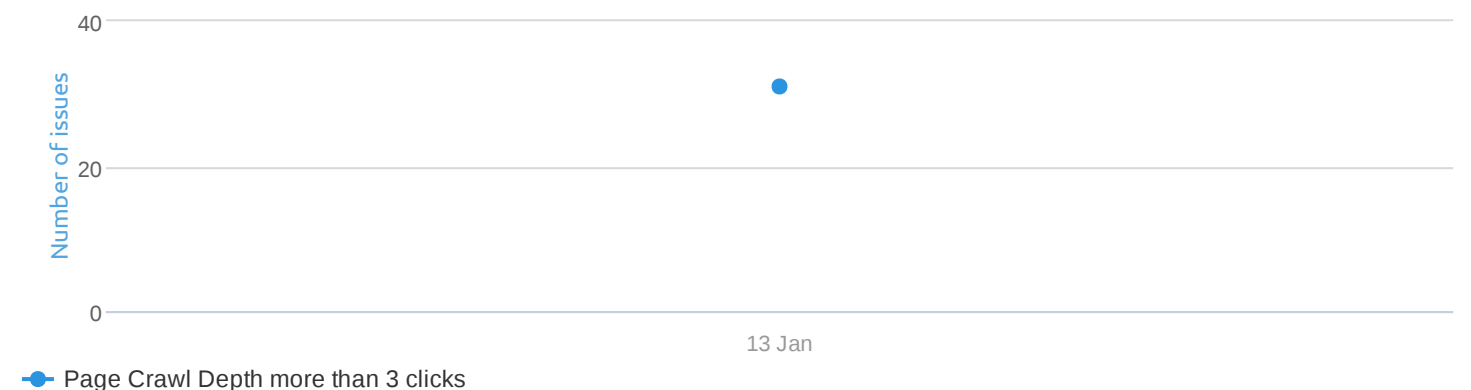 40
Number of issues
20
0
13 Jan
Page Crawl Depth more than 3 clicks